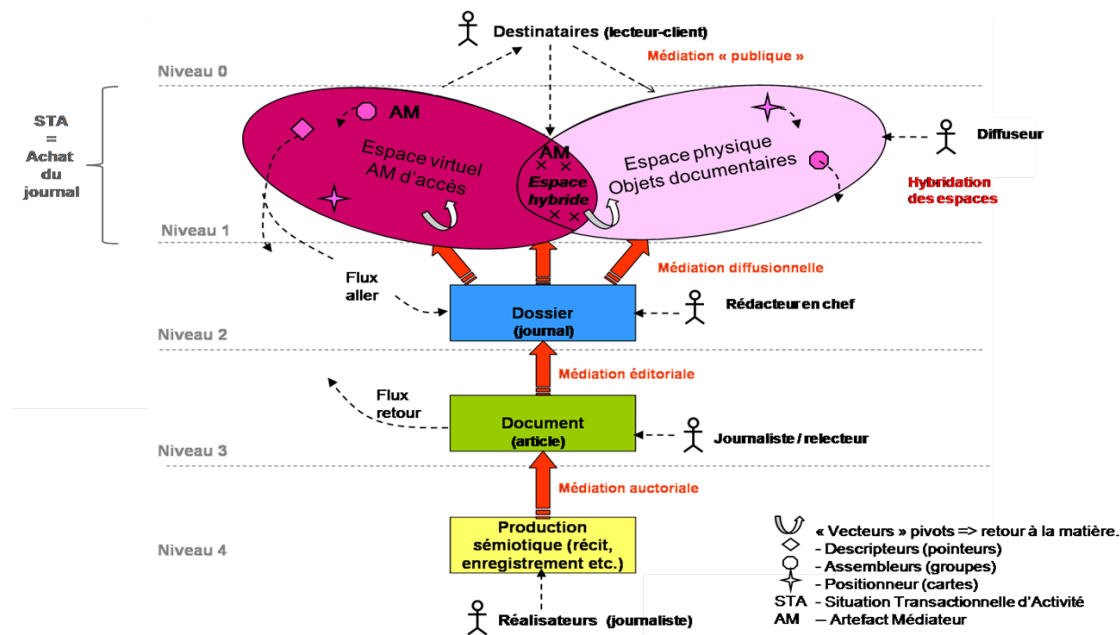 Destinataires (lecteur-client)
Médiation « publique »
Niveau 0
STA
=
Achat
du
journal
AM
Espace virtuel
AM d'accès
AM
Espace
hybride
Espace physique
Objets documentaires
Diffuseur
Hybridation
des espaces
Niveau 1
Flux
aller
Médiation diffusionnelle
Dossier
(journal)
Rédacteur en chef
Niveau 2
Médiation éditoriale
Flux
retour
Document
(article)
Journaliste / relecteur
Niveau 3
Médiation auctoriale
Production
sémiotique (récit,
enregistrement etc.)
Niveau 4
Réalisateurs (journaliste)
« Vecteurs » pivots => retour à la matière.
- Descripteurs (pointeurs)
- Assembleurs (groupes)
- Positionneur (cartes)
STA - Situation Transactionnelle d'Activité
AM – Artefact Médiateur